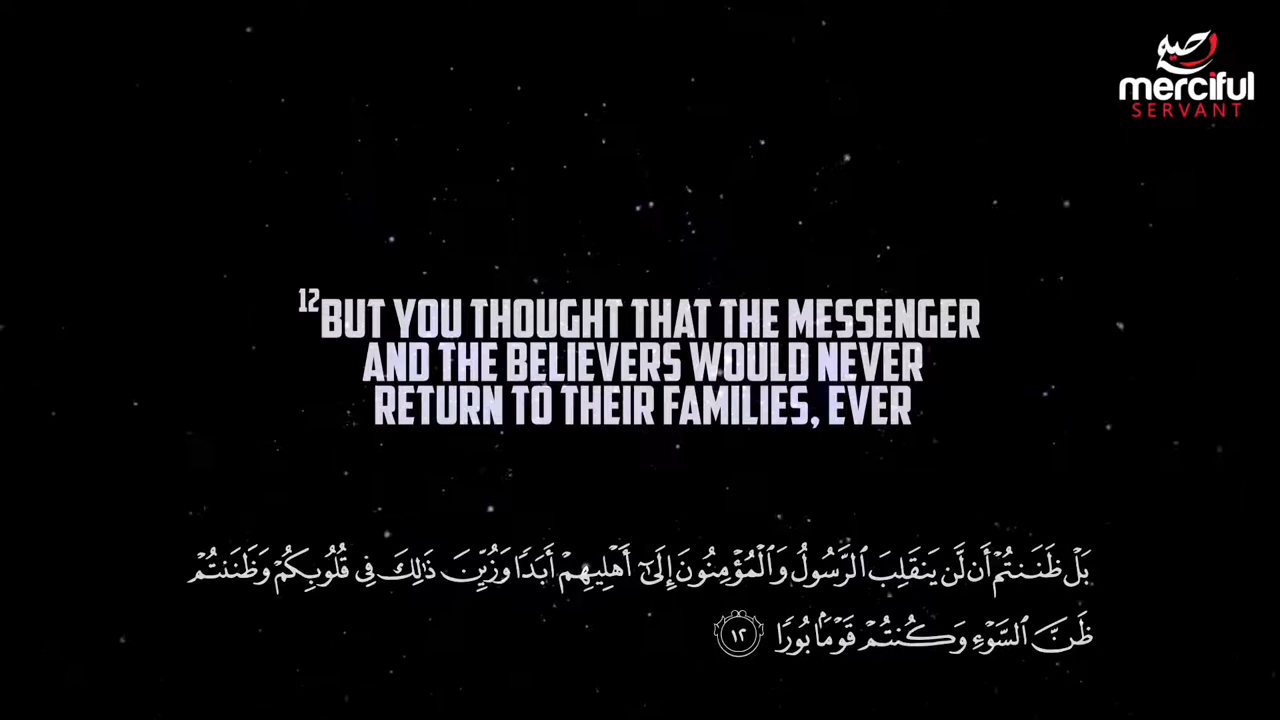 رحيم
merciful
SERVANT
12BUT YOU THOUGHT THAT THE MESSENGER
AND THE BELIEVERS WOULD NEVER
RETURN TO THEIR FAMILIES, EVER
بَلْ ظَنَنتُمْ أَن لَّن يَنقَلِبَ ٱلرَّسُولُ وَٱلْمُؤْمِنُونَ إِلَىٰٓ أَهْلِيهِمْ أَبَدًا وَزُيِّنَ ذَٰلِكَ فِى قُلُوبِكُمْ وَظَنَنتُمْ
ظَنَّ ٱلسَّوْءِ وَكُنتُمْ قَوْمًۢا بُورًا ١٢